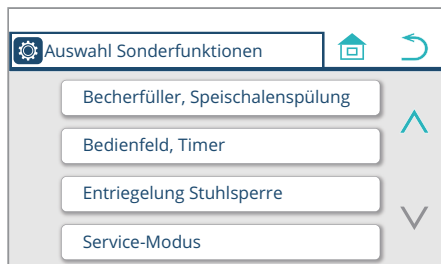 Auswahl Sonderfunktionen
Becherfüller, Speischalenspülung
Bedienfeld, Timer
Entriegelung Stuhlsperre
Service-Modus